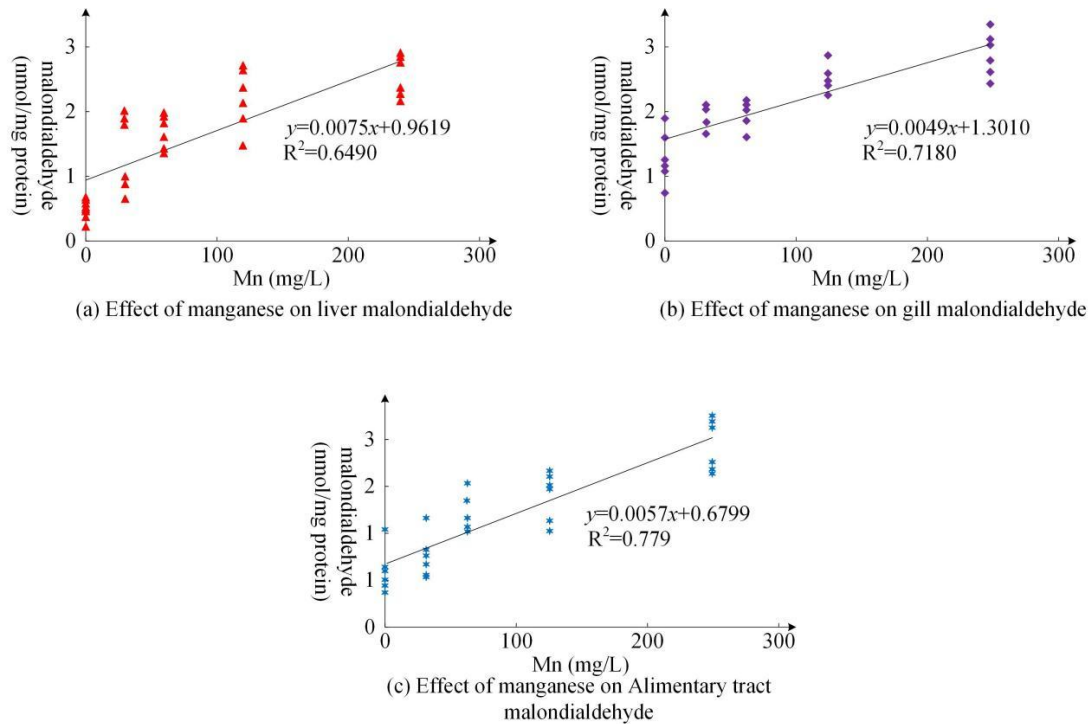 malondialdehyde
(nmol/mg protein)
3
2
1
0
y=0.0075x+0.9619
R²=0.6490
0 100 200 300
Mn (mg/L)
(a) Effect of manganese on liver malondialdehyde
malondialdehyde
(nmol/mg protein)
3
2
1
0
y=0.0049x+1.3010
R²=0.7180
0 100 200 300
Mn (mg/L)
(b) Effect of manganese on gill malondialdehyde
malondialdehyde
(nmol/mg protein)
3
2
1
1
0
y=0.0057x+0.6799
R²=0.779
0 100 200 300
Mn (mg/L)
(c) Effect of manganese on Alimentary tract
malondialdehyde